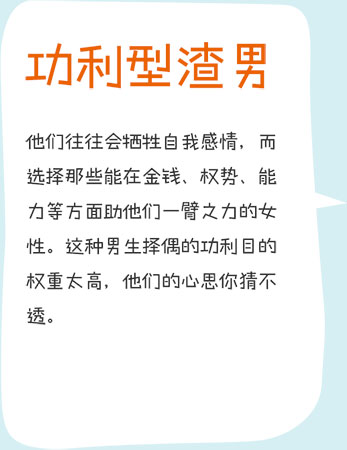 功利型渣男
他们往往会牺牲自我感情，而
选择那些能在金钱、权势、能
力等方面助他们一臂之力的女
性。这种男生择偶的功利目的
权重太高，他们的心思你猜不
透。